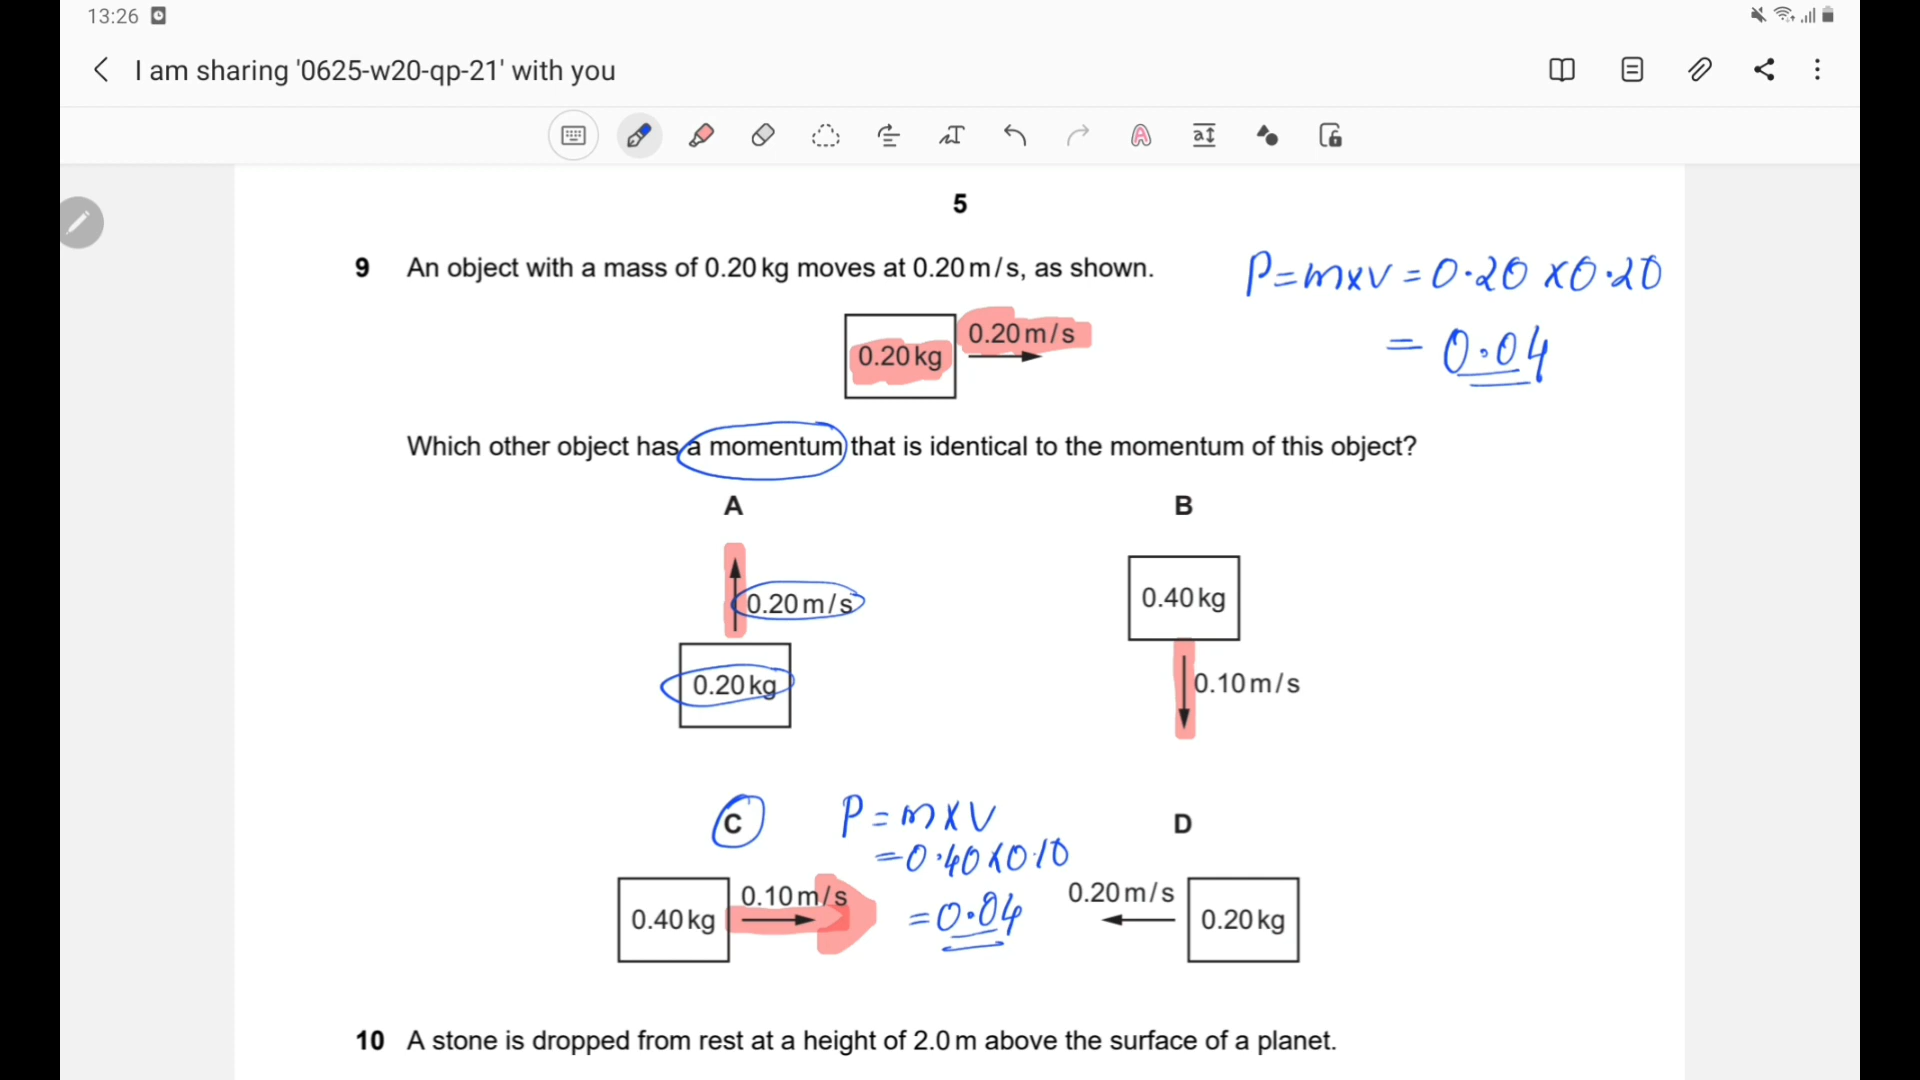 13:26
I am sharing '0625-w20-qp-21' with you
5
9 An object with a mass of 0.20 kg moves at 0.20 m/s, as shown.
P=m×v=0.20×0.20
=0.04
0.20 kg
0.20 m/s
Which other object has a momentum that is identical to the momentum of this object?
A
B
0.20 m/s
0.20 kg
0.40 kg
0.10 m/s
C
P=m×v
=0.40×0.10
=0.04
0.40 kg
0.10 m/s
D
0.20 m/s
0.20 kg
10 A stone is dropped from rest at a height of 2.0 m above the surface of a planet.